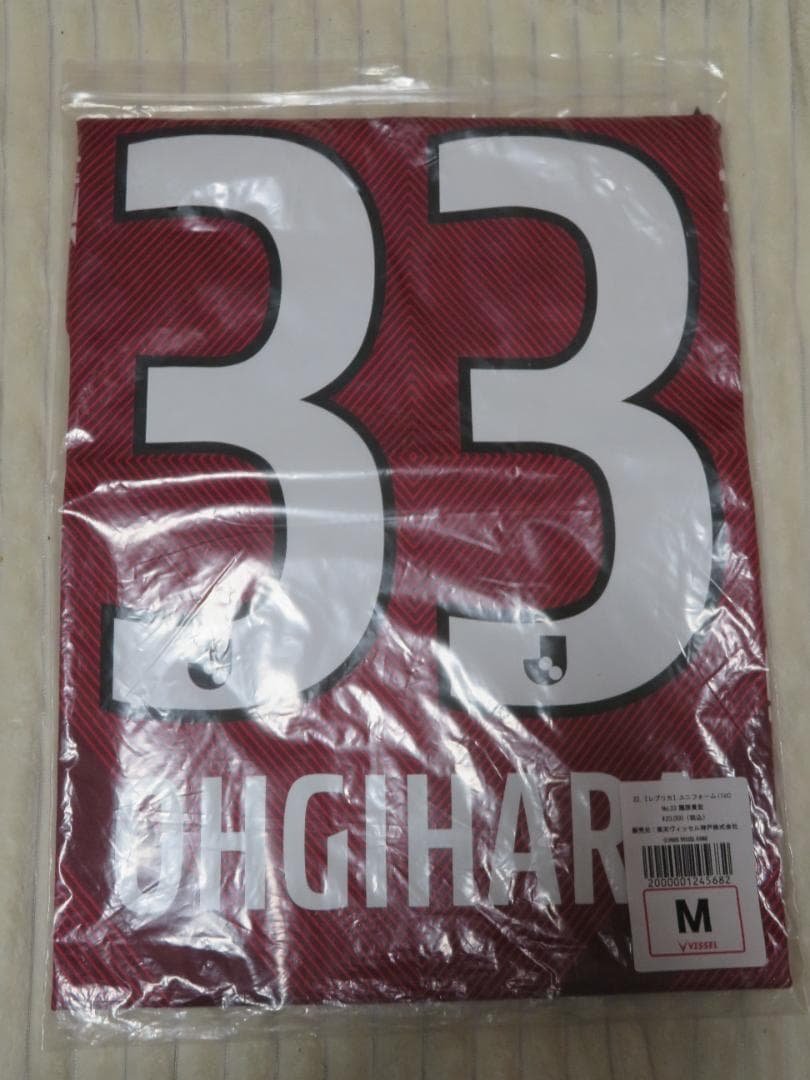 33
OHGIHARA
22.【レプリカ】ユニフォーム(1st)
No.33 扇原貴宏
¥20,000(税込)
販売元:楽天ヴィッセル神戸株式会社
2000001245682
M
VISSEL